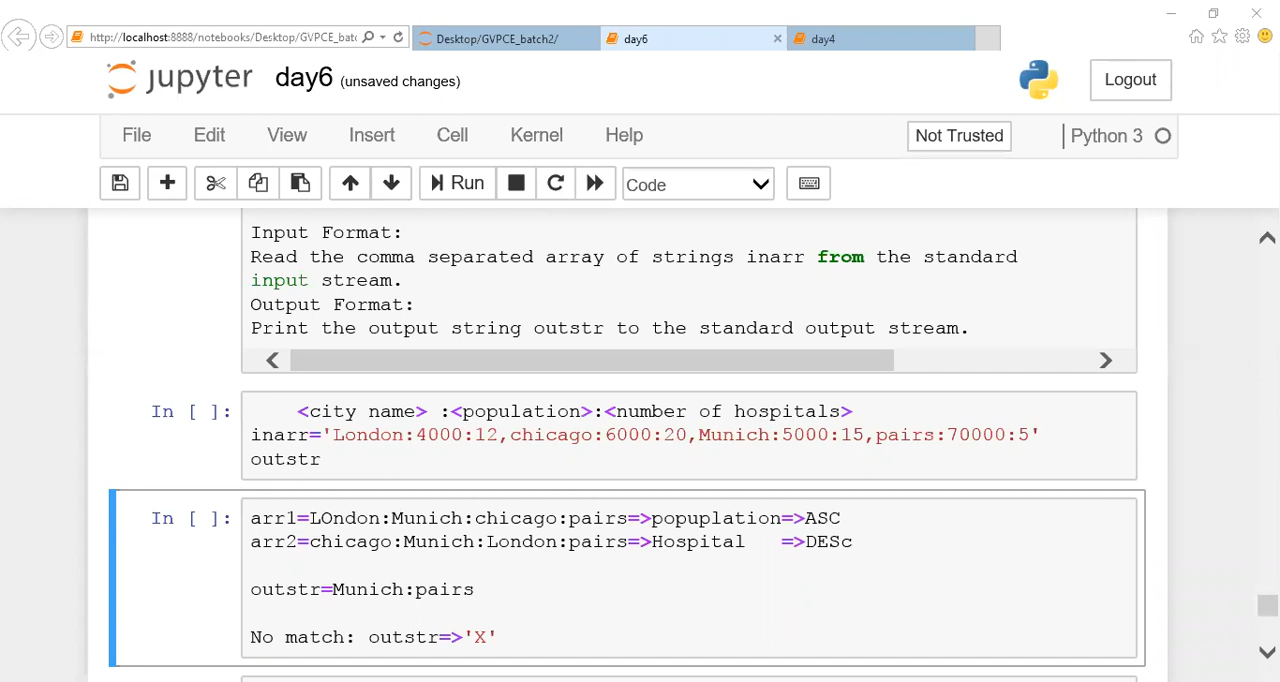 http://localhost:8888/notebooks/Desktop/GVPCE_batc
Desktop/GVPCE_batch2/
day6
day4
jupyter day6 (unsaved changes)
Logout
File Edit View Insert Cell Kernel Help
Not Trusted
Python 3
Run
Code
Input Format:
Read the comma separated array of strings inarr from the standard
input stream.
Output Format:
Print the output string outstr to the standard output stream.
In [ ]:
<city name> :<population>:<number of hospitals>
inarr='London:4000:12,chicago:6000:20,Munich:5000:15,pairs:70000:5'
outstr
In [ ]:
arr1=LOndon:Munich:chicago:pairs=>popuplation=>ASC
arr2=chicago:Munich:London:pairs=>Hospital   =>DESc
outstr=Munich:pairs
No match: outstr=>'X'